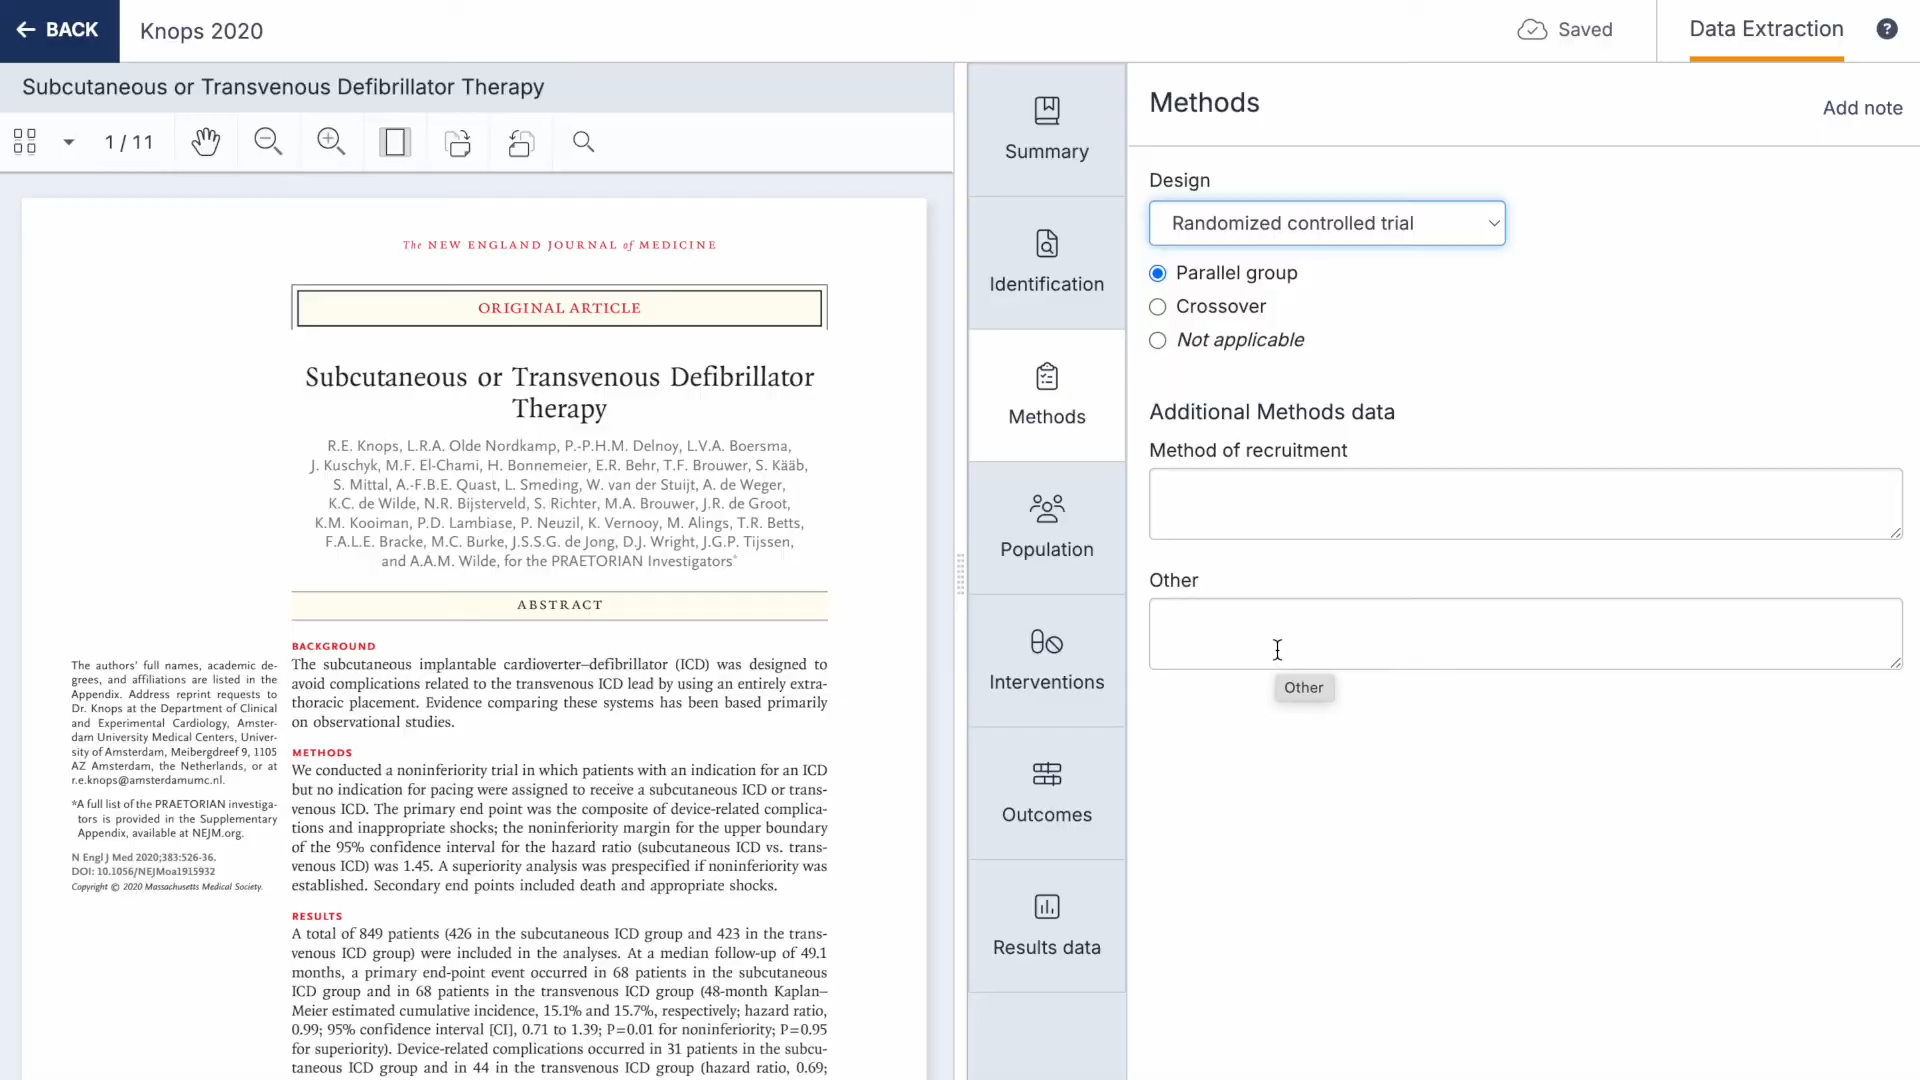 BACK
Knops 2020
Saved
Data Extraction
?
Subcutaneous or Transvenous Defibrillator Therapy
1 / 11
The NEW ENGLAND JOURNAL of MEDICINE
ORIGINAL ARTICLE
Subcutaneous or Transvenous Defibrillator
Therapy
R.E. Knops, L.R.A. Olde Nordkamp, P.-P.H.M. Delnoy, L.V.A. Boersma,
J. Kuschyk, M.F. El-Chami, H. Bonnemeier, E.R. Behr, T.F. Brouwer, S. Kääb,
S. Mittal, A.-F.B.E. Quast, L. Smeding, W. van der Stuijt, A. de Weger,
K.C. de Wilde, N.R. Bijsterveld, S. Richter, M.A. Brouwer, J.R. de Groot,
K.M. Kooiman, P.D. Lambiase, P. Neuzil, K. Vernooy, M. Alings, T.R. Betts,
F.A.L.E. Bracke, M.C. Burke, J.S.S.G. de Jong, D.J. Wright, J.G.P. Tijssen,
and A.A.M. Wilde, for the PRAETORIAN Investigators*
ABSTRACT
The authors' full names, academic de-
grees, and affiliations are listed in the
Appendix. Address reprint requests to
Dr. Knops at the Department of Clinical
and Experimental Cardiology, Amster-
dam University Medical Centers, Univer-
sity of Amsterdam, Meibergdreef 9, 1105
AZ Amsterdam, the Netherlands, or at
r.e.knops@amsterdamumc.nl.
*A full list of the PRAETORIAN investiga-
tors is provided in the Supplementary
Appendix, available at NEJM.org.
N Engl J Med 2020;383:526-36.
DOI: 10.1056/NEJMoa1915932
Copyright © 2020 Massachusetts Medical Society.
BACKGROUND
The subcutaneous implantable cardioverter–defibrillator (ICD) was designed to
avoid complications related to the transvenous ICD lead by using an entirely extra-
thoracic placement. Evidence comparing these systems has been based primarily
on observational studies.
METHODS
We conducted a noninferiority trial in which patients with an indication for an ICD
but no indication for pacing were assigned to receive a subcutaneous ICD or trans-
venous ICD. The primary end point was the composite of device-related complica-
tions and inappropriate shocks; the noninferiority margin for the upper boundary
of the 95% confidence interval for the hazard ratio (subcutaneous ICD vs. trans-
venous ICD) was 1.45. A superiority analysis was prespecified if noninferiority was
established. Secondary end points included death and appropriate shocks.
RESULTS
A total of 849 patients (426 in the subcutaneous ICD group and 423 in the trans-
venous ICD group) were included in the analyses. At a median follow-up of 49.1
months, a primary end-point event occurred in 68 patients in the subcutaneous
ICD group and in 68 patients in the transvenous ICD group (48-month Kaplan–
Meier estimated cumulative incidence, 15.1% and 15.7%, respectively; hazard ratio,
0.99; 95% confidence interval [CI], 0.71 to 1.39; P=0.01 for noninferiority; P=0.95
for superiority). Device-related complications occurred in 31 patients in the subcu-
taneous ICD group and in 44 in the transvenous ICD group (hazard ratio, 0.69;
Summary
Identification
Methods
Population
Interventions
Outcomes
Results data
Methods
Add note
Design
Randomized controlled trial
Parallel group
Crossover
Not applicable
Additional Methods data
Method of recruitment
Other
Other